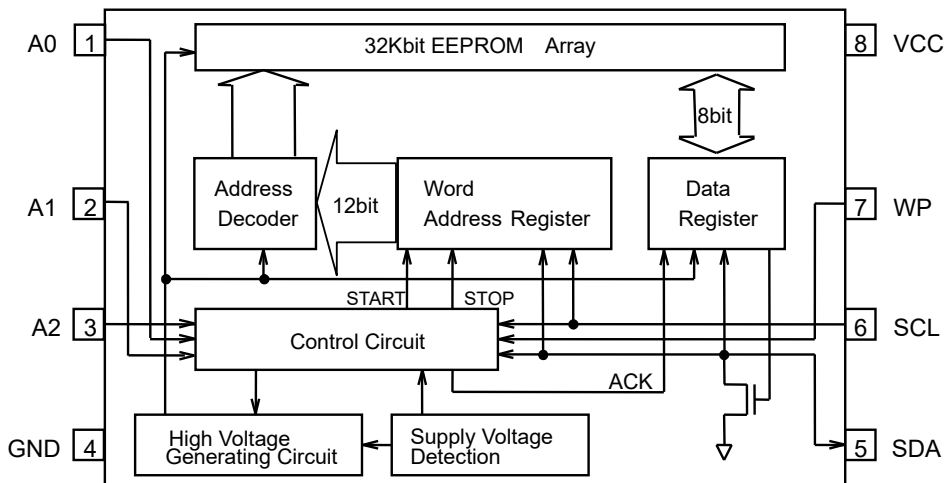 A0 1
32Kbit EEPROM Array
8 VCC
8bit
A1 2
Address
Decoder
12bit
Word
Address Register
Data
Register
7 WP
START
STOP
A2 3
Control Circuit
6 SCL
ACK
GND 4
High Voltage
Generating Circuit
Supply Voltage
Detection
5 SDA